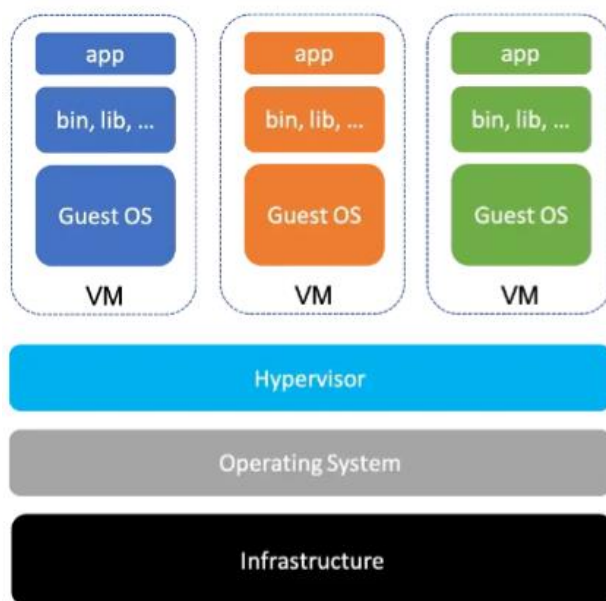 app app app
bin, lib, ... bin, lib, ... bin, lib, ...
Guest OS Guest OS Guest OS
VM VM VM
Hypervisor
Operating System
Infrastructure